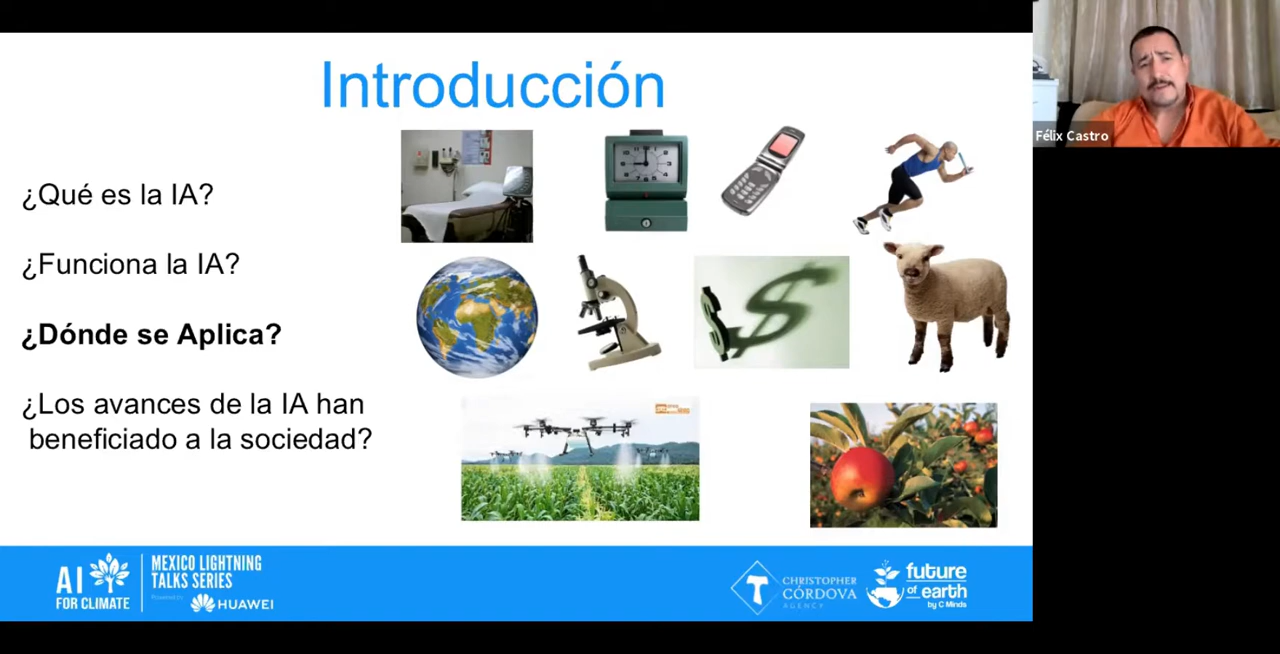 Introducción
¿Qué es la IA?
¿Funciona la IA?
¿Dónde se Aplica?
¿Los avances de la IA han
beneficiado a la sociedad?
Félix Castro
AI
FOR CLIMATE
MEXICO LIGHTNING
TALKS SERIES
HUAWEI
CHRISTOPHER
CÓRDOVA
AGENCY
future
of earth
by C Minds